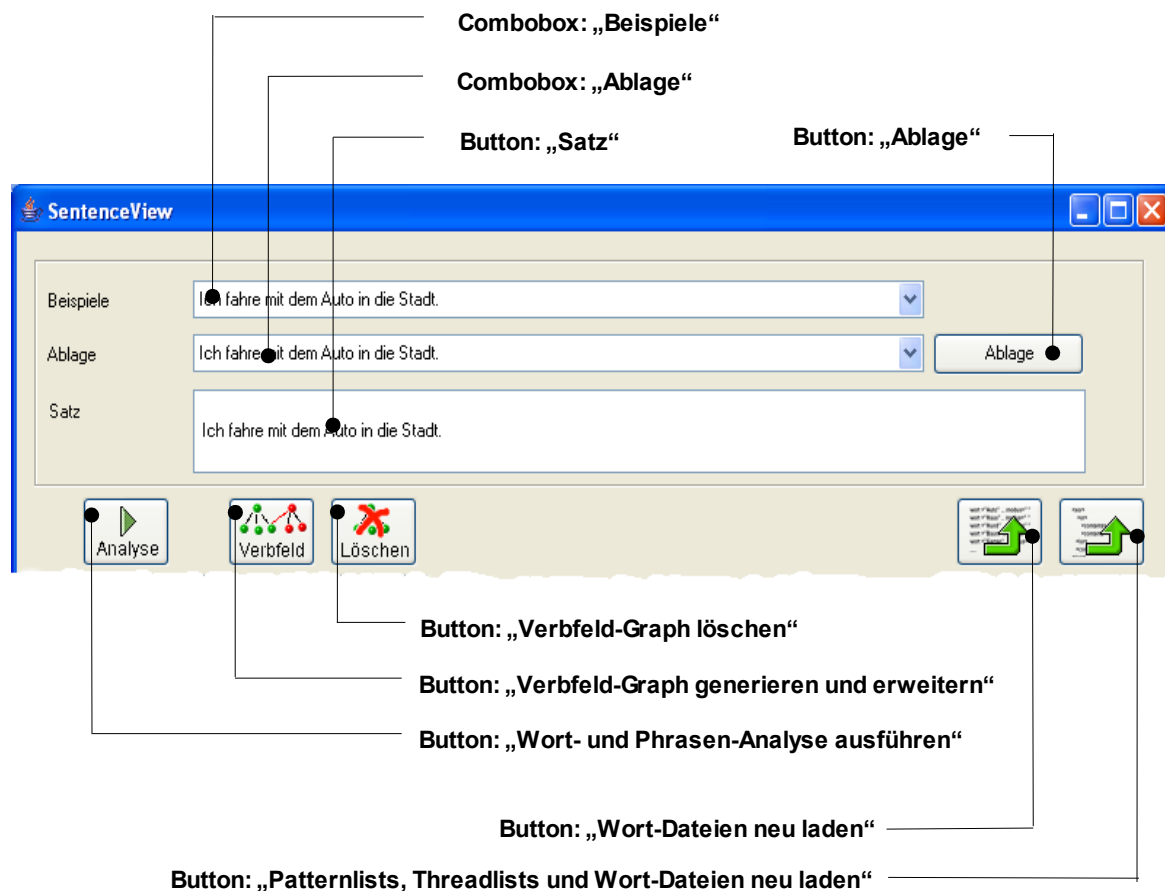 Combobox: „Beispiele“
Combobox: „Ablage“
Button: „Satz“
Button: „Ablage“
SentenceView
Beispiele
Ich fahre mit dem Auto in die Stadt.
Ablage
Ich fahre mit dem Auto in die Stadt.
Ablage
Satz
Ich fahre mit dem Auto in die Stadt.
Analyse
Verbfeld
Löschen
Button: „Verbfeld-Graph löschen“
Button: „Verbfeld-Graph generieren und erweitern“
Button: „Wort- und Phrasen-Analyse ausführen“
Button: „Wort-Dateien neu laden“
Button: „Patternlists, Threadlists und Wort-Dateien neu laden“